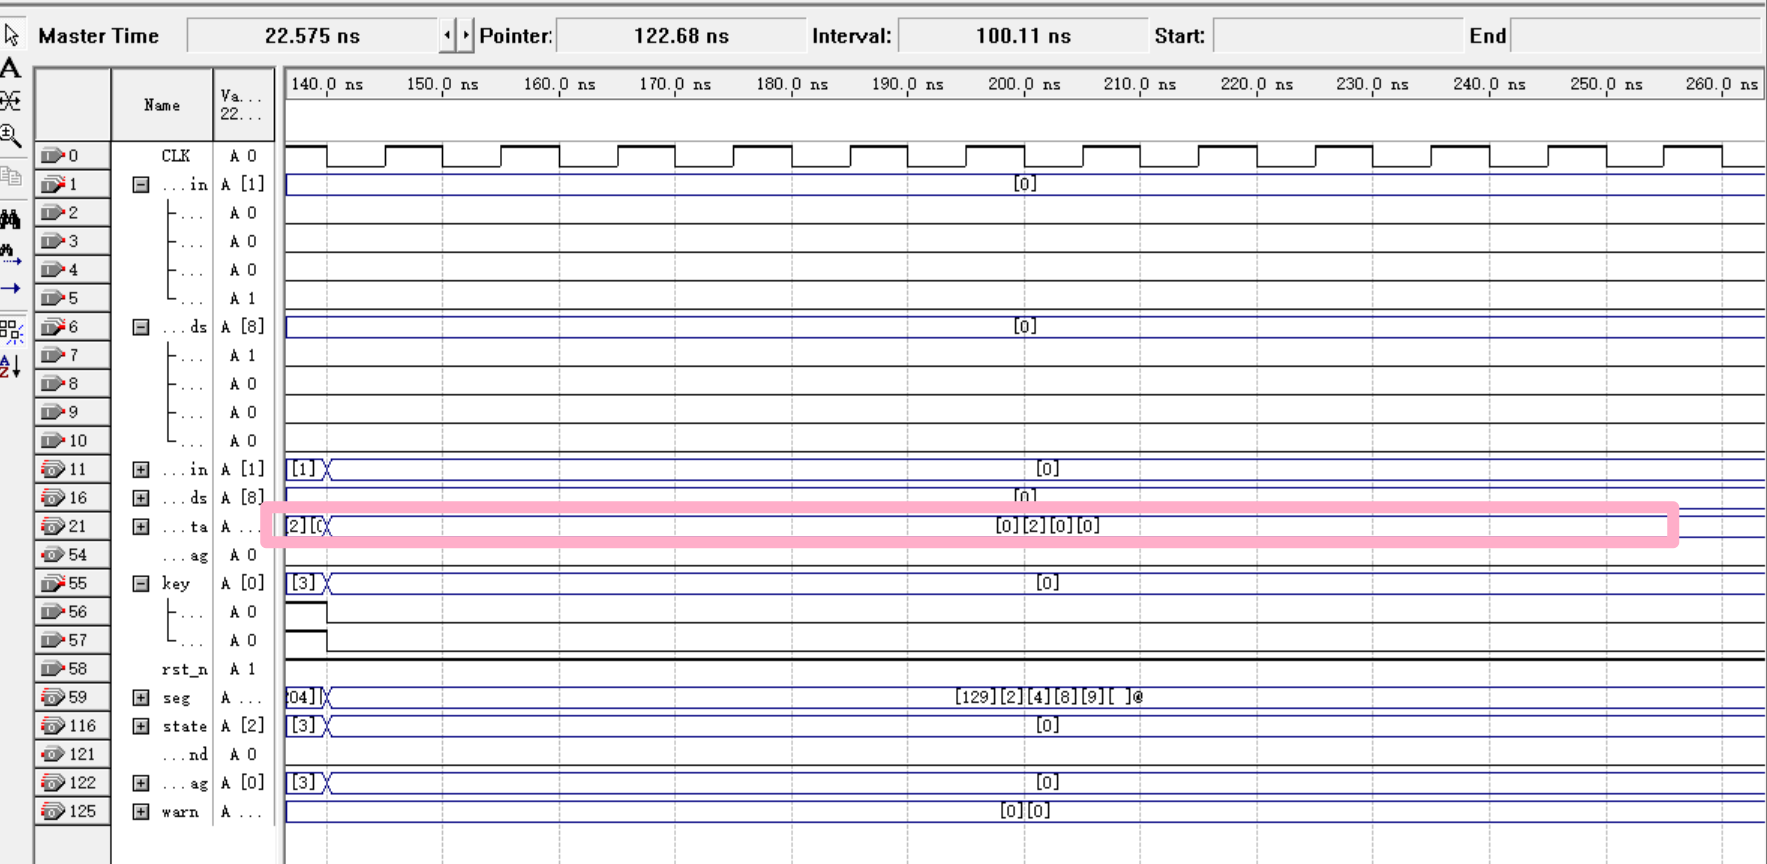 Master Time 22.575 ns Pointer: 122.68 ns Interval: 100.11 ns Start: End
140.0 ns 150.0 ns 160.0 ns 170.0 ns 180.0 ns 190.0 ns 200.0 ns 210.0 ns 220.0 ns 230.0 ns 240.0 ns 250.0 ns 260.0 ns
Name Va...
22...
0 CLK A 0
1 ...in A [1] [0]
2 ... A 0
3 ... A 0
4 ... A 0
5 ... A 1
6 ...ds A [8] [0]
7 ... A 1
8 ... A 0
9 ... A 0
10 ... A 0
11 ...in A [1] [1] [0]
16 ...ds A [8] [0]
21 ...ta A ... [0][2][0][0]
54 ...ag A 0
55 key A [0] [3] [0]
56 ... A 0
57 ... A 0
58 rst_n A 1
59 seg A ... 04] [129][2][4][8][9][ ]@
116 state A [2] [3] [0]
121 ...nd A 0
122 ...ag A [0] [3] [0]
125 warn A ... [0][0]